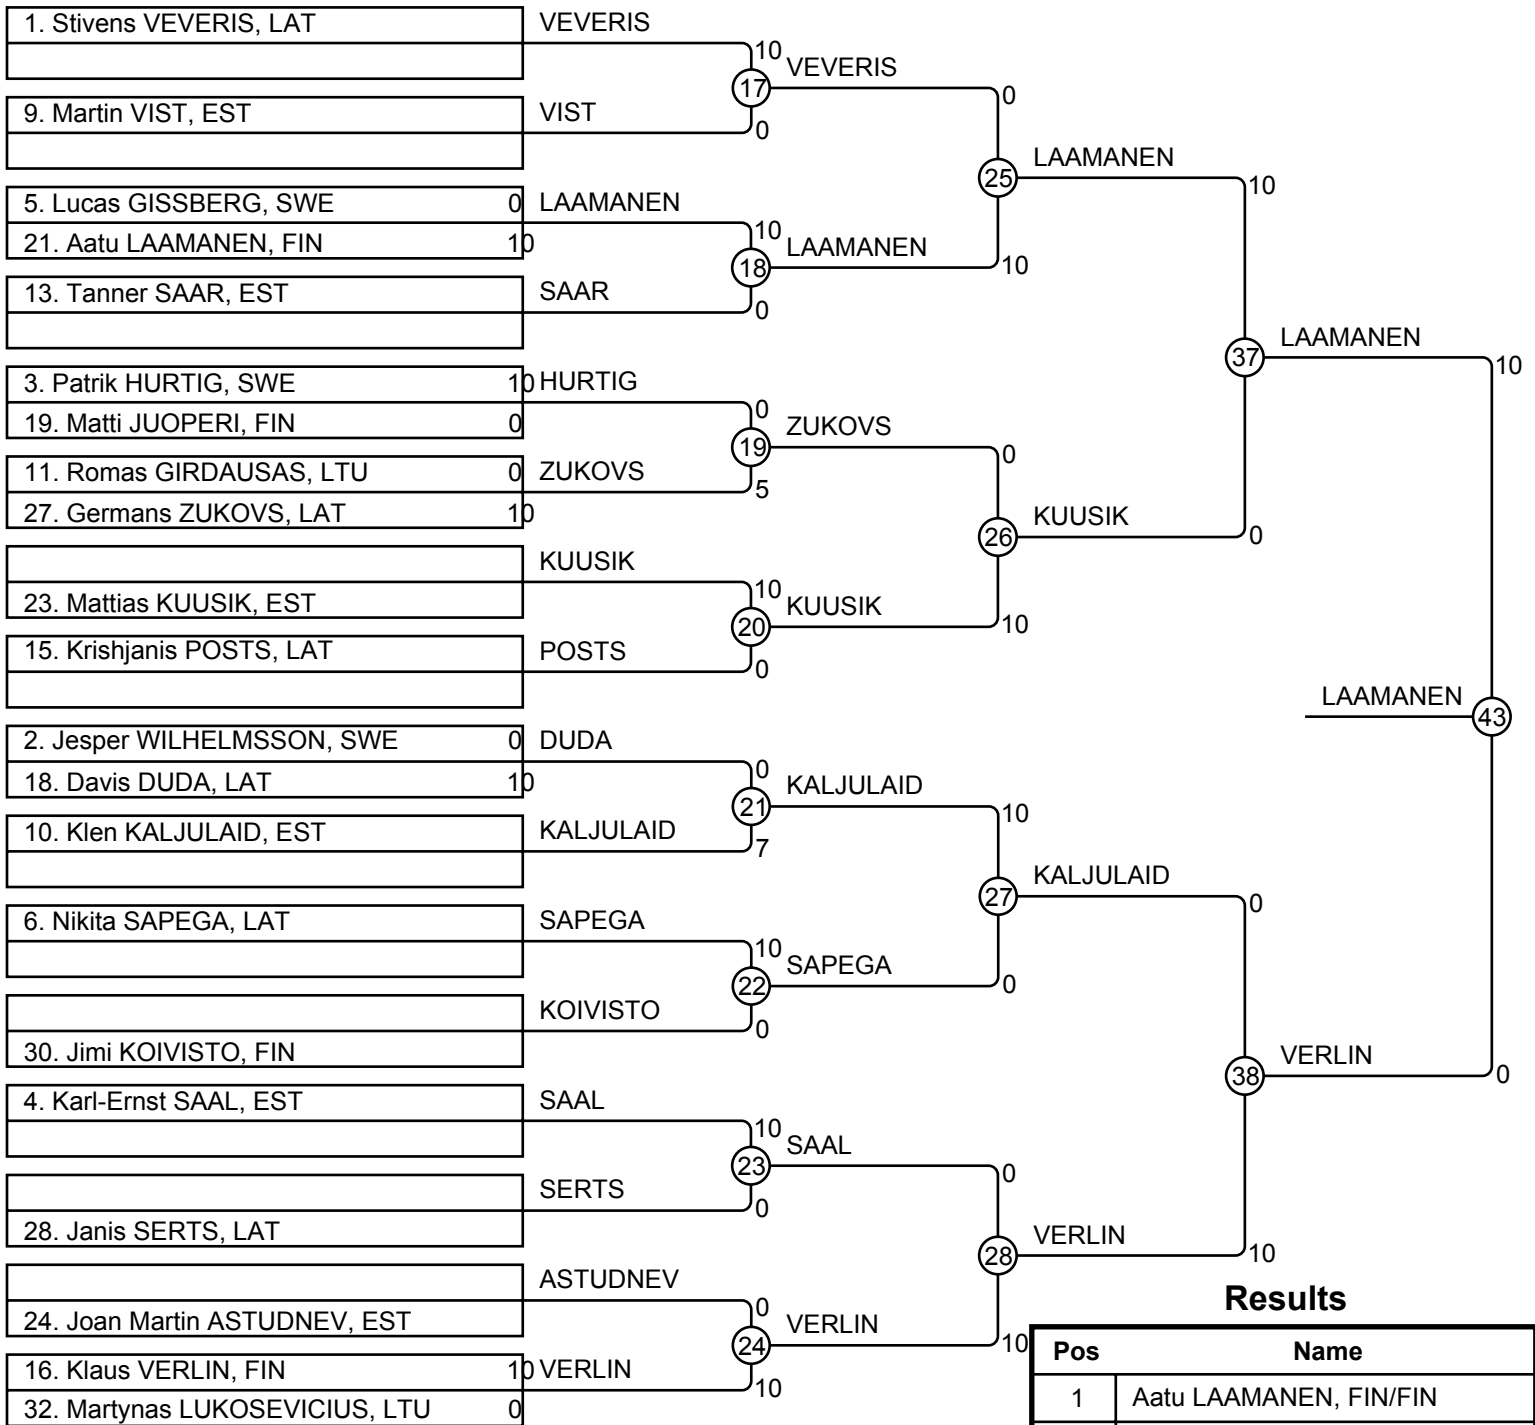 1. Stivens VEVERIS, LAT
9. Martin VIST, EST
5. Lucas GISSBERG, SWE 0
21. Aatu LAAMANEN, FIN 10
13. Tanner SAAR, EST
3. Patrik HURTIG, SWE 10
19. Matti JUOPERI, FIN 0
11. Romas GIRDAUSAS, LTU 0
27. Germans ZUKOVS, LAT 10
23. Mattias KUUSIK, EST
15. Krishjanis POSTS, LAT
2. Jesper WILHELMSSON, SWE 0
18. Davis DUDA, LAT 10
10. Klen KALJULAID, EST
6. Nikita SAPEGA, LAT
30. Jimi KOIVISTO, FIN
4. Karl-Ernst SAAL, EST
28. Janis SERTS, LAT
24. Joan Martin ASTUDNEV, EST
16. Klaus VERLIN, FIN 10
32. Martynas LUKOSEVICIUS, LTU 0
VEVERIS
10
17
VIST
0
LAAMANEN
10
18
SAAR
0
HURTIG
0
19
ZUKOVS
5
KUUSIK
10
20
POSTS
0
DUDA
0
21
KALJULAID
7
SAPEGA
10
22
KOIVISTO
0
SAAL
10
23
SERTS
0
ASTUDNEV
0
24
VERLIN
10
VEVERIS
0
25
LAAMANEN
10
ZUKOVS
0
26
KUUSIK
10
KALJULAID
10
27
SAPEGA
0
SAAL
0
28
VERLIN
10
LAAMANEN
10
37
KUUSIK
0
KALJULAID
0
38
VERLIN
10
LAAMANEN
10
LAAMANEN
43
VERLIN
0
Results
Pos Name
1 Aatu LAAMANEN, FIN/FIN